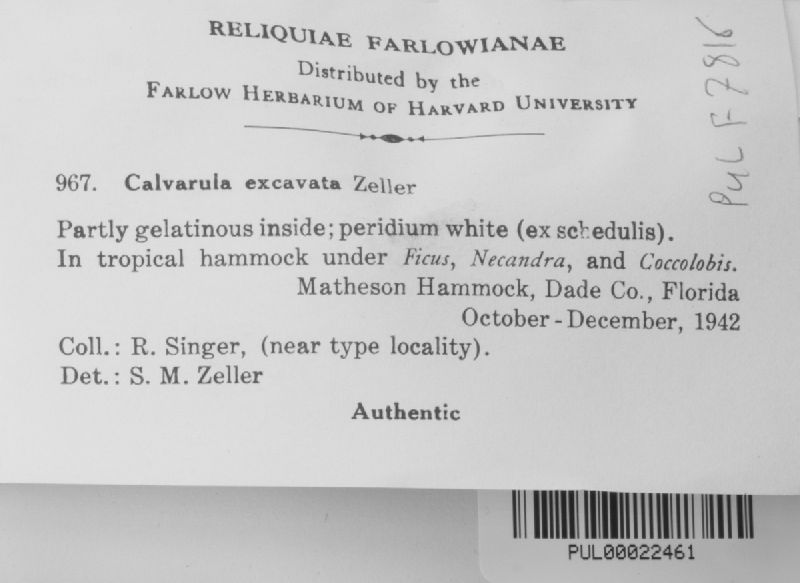 RELIQUIAE FARLOWIANAE
Distributed by the
FARLOW HERBARIUM OF HARVARD UNIVERSITY
967. Calvarula excavata Zeller
Partly gelatinous inside; peridium white (ex schedulis).
In tropical hammock under Ficus, Necandra, and Coccolobis.
Matheson Hammock, Dade Co., Florida
October-December, 1942
Coll.: R. Singer, (near type locality).
Det.: S. M. Zeller
Authentic
PUL F 7816
PUL00022461